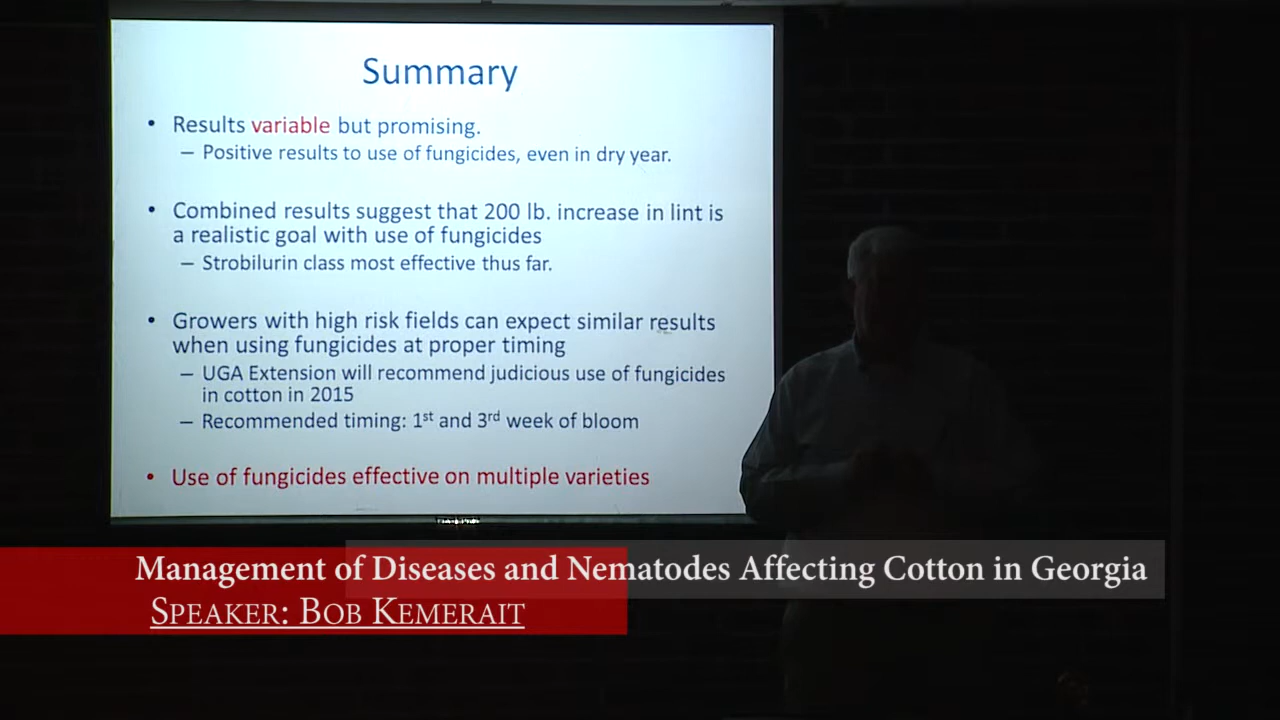 Summary
• Results variable but promising.
– Positive results to use of fungicides, even in dry year.
• Combined results suggest that 200 lb. increase in lint is
a realistic goal with use of fungicides
– Strobilurin class most effective thus far.
• Growers with high risk fields can expect similar results
when using fungicides at proper timing
– UGA Extension will recommend judicious use of fungicides
in cotton in 2015
– Recommended timing: 1st and 3rd week of bloom
• Use of fungicides effective on multiple varieties
Management of Diseases and Nematodes Affecting Cotton in Georgia
SPEAKER: BOB KEMERAIT